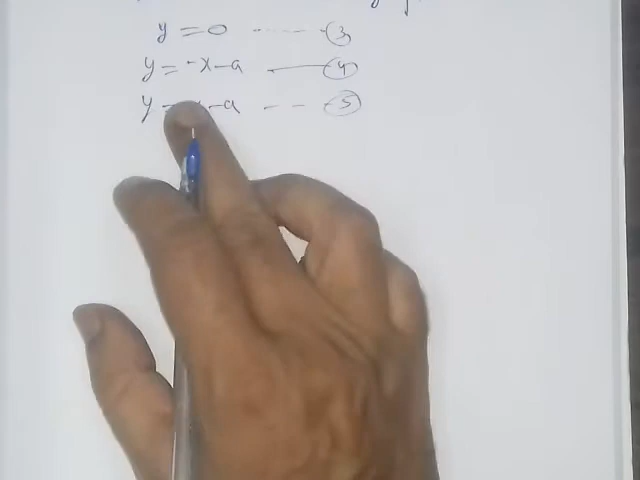 y = 0 ------ (3)
y = -x-a ——— (4)
y = -a -- -- (5)